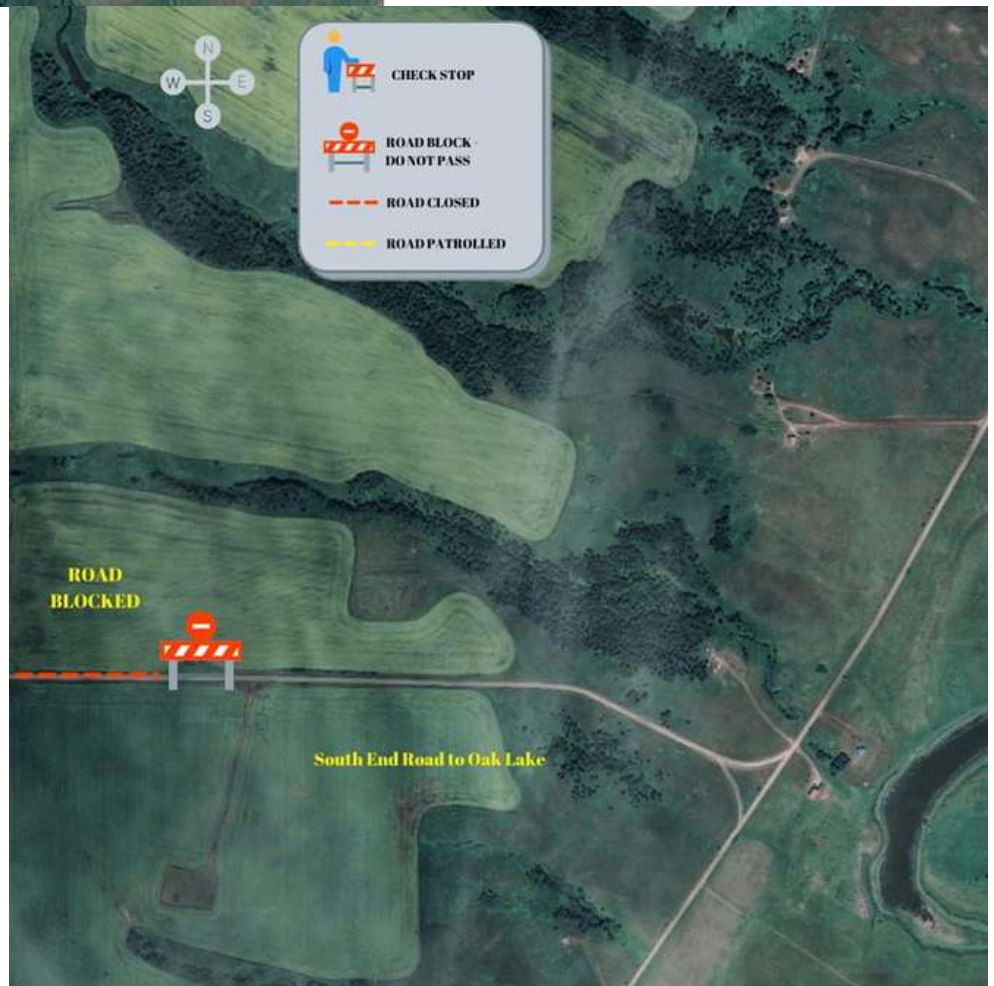 N
W E
S
CHECK STOP
ROAD BLOCK -
DO NOT PASS
ROAD CLOSED
ROAD PATROLLED
ROAD
BLOCKED
South End Road to Oak Lake